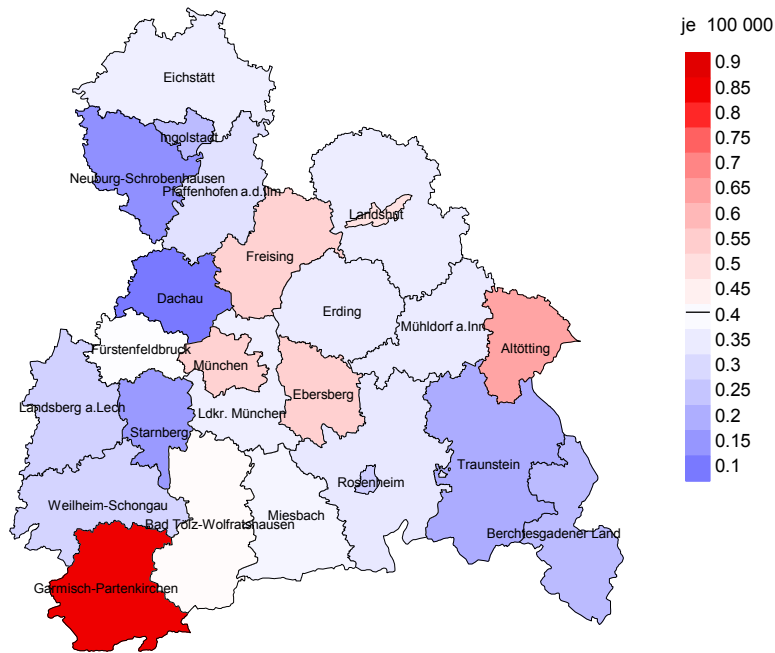 je 100 000
0.9
0.85
0.8
0.75
0.7
0.65
0.6
0.55
0.5
0.45
0.4
0.35
0.3
0.25
0.2
0.15
0.1
Eichstätt
Ingolstadt
Neuburg-Schrobenhausen
Pfaffenhofen a.d.Ilm
Landshut
Freising
Dachau
Erding
Mühldorf a.Inn
Altötting
Fürstenfeldbruck
München
Ebersberg
Landsberg a.Lech
Starnberg
Ldkr. München
Traunstein
Rosenheim
Weilheim-Schongau
Miesbach
Bad Tölz-Wolfratshausen
Berchtesgadener Land
Garmisch-Partenkirchen